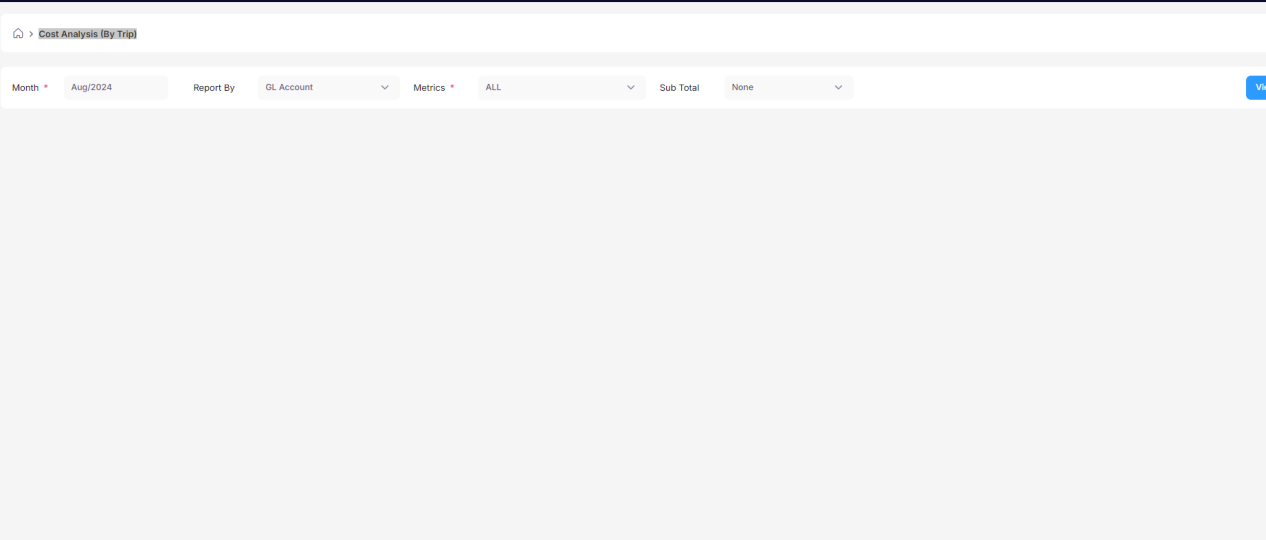 Cost Analysis (By Trip)
Month * Aug/2024 Report By GL Account Metrics * ALL Sub Total None